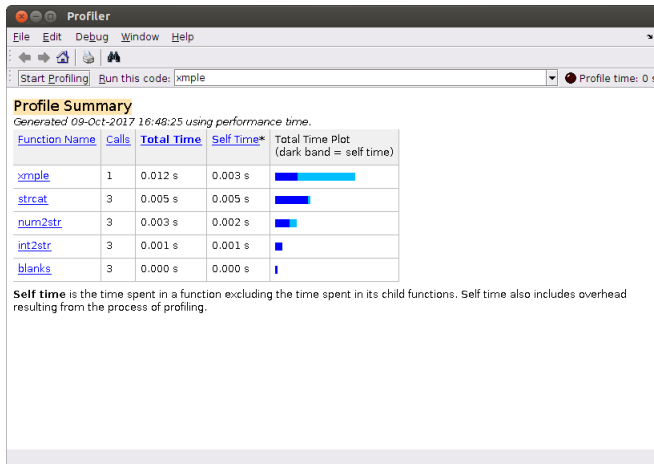 Profiler
File Edit Debug Window Help
Start Profiling Run this code: xmple Profile time: 0 s
Profile Summary
Generated 09-Oct-2017 16:48:25 using performance time.
Function Name Calls Total Time Self Time* Total Time Plot
(dark band = self time)
xmple 1 0.012 s 0.003 s
strcat 3 0.005 s 0.005 s
num2str 3 0.003 s 0.002 s
int2str 3 0.001 s 0.001 s
blanks 3 0.000 s 0.000 s
Self time is the time spent in a function excluding the time spent in its child functions. Self time also includes overhead
resulting from the process of profiling.